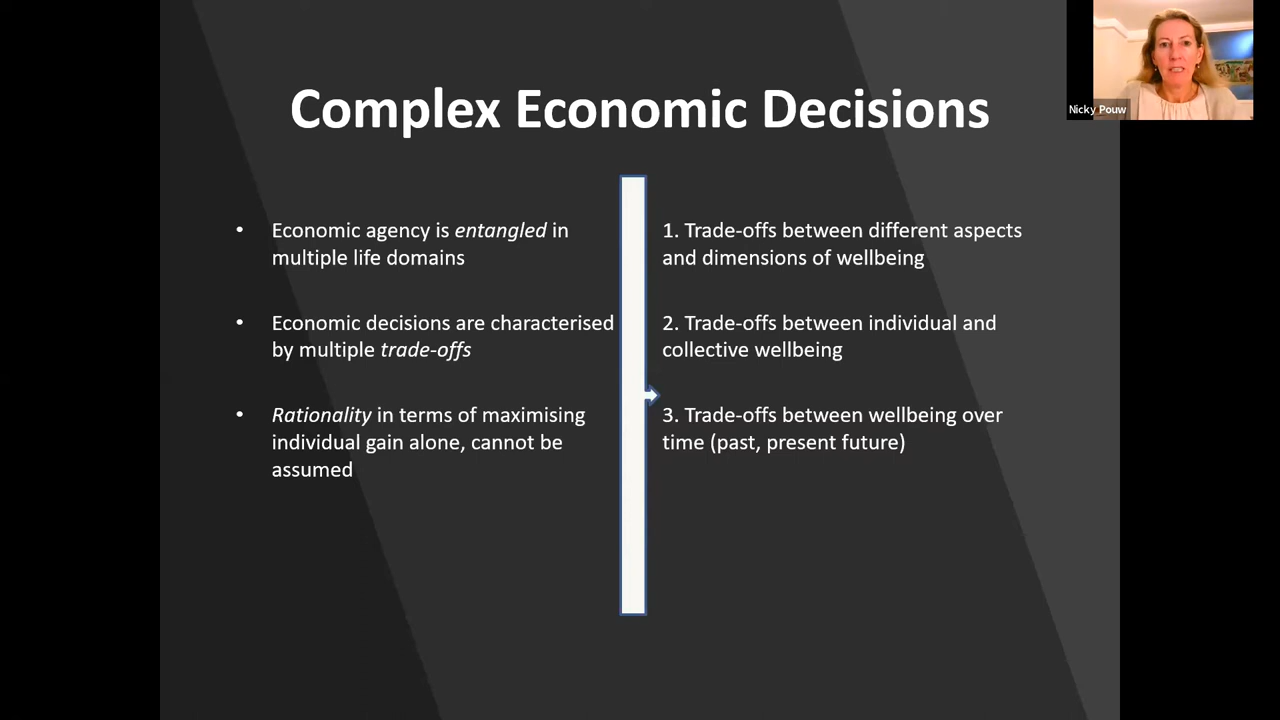 Complex Economic Decisions
• Economic agency is entangled in
multiple life domains
• Economic decisions are characterised
by multiple trade-offs
• Rationality in terms of maximising
individual gain alone, cannot be
assumed
1. Trade-offs between different aspects
and dimensions of wellbeing
2. Trade-offs between individual and
collective wellbeing
3. Trade-offs between wellbeing over
time (past, present future)
Nicky Pouw